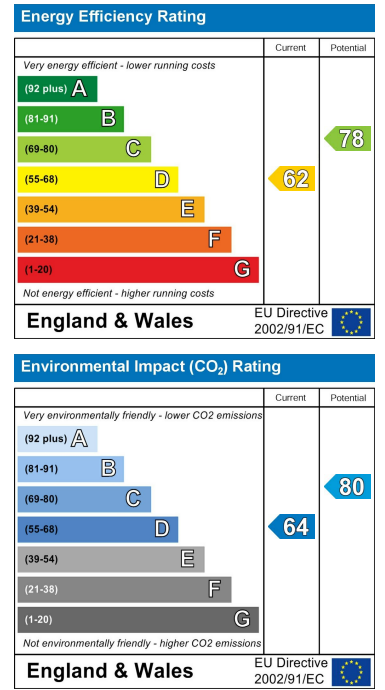 Energy Efficiency Rating
Current Potential
Very energy efficient - lower running costs
(92 plus) A
(81-91) B
(69-80) C
78
(55-68) D
62
(39-54) E
(21-38) F
(1-20) G
Not energy efficient - higher running costs
England & Wales
EU Directive
2002/91/EC
Environmental Impact (CO₂) Rating
Current Potential
Very environmentally friendly - lower CO2 emissions
(92 plus) A
(81-91) B
(69-80) C
80
(55-68) D
64
(39-54) E
(21-38) F
(1-20) G
Not environmentally friendly - higher CO2 emissions
England & Wales
EU Directive
2002/91/EC